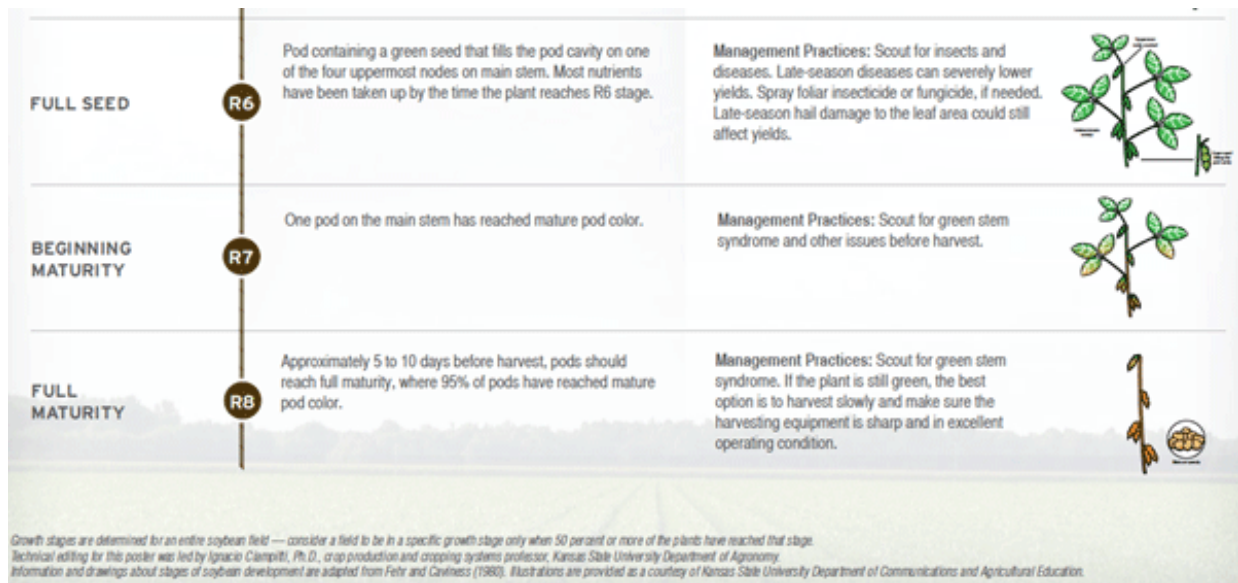 FULL SEED
R6
Pod containing a green seed that fills the pod cavity on one
of the four uppermost nodes on main stem. Most nutrients
have been taken up by the time the plant reaches R6 stage.
Management Practices: Scout for insects and
diseases. Late-season diseases can severely lower
yields. Spray foliar insecticide or fungicide, if needed.
Late-season hail damage to the leaf area could still
affect yields.
BEGINNING
MATURITY
R7
One pod on the main stem has reached mature pod color.
Management Practices: Scout for green stem
syndrome and other issues before harvest.
FULL
MATURITY
R8
Approximately 5 to 10 days before harvest, pods should
reach full maturity, where 95% of pods have reached mature
pod color.
Management Practices: Scout for green stem
syndrome. If the plant is still green, the best
option is to harvest slowly and make sure the
harvesting equipment is sharp and in excellent
operating condition.
Growth stages are determined for an entire soybean field — consider a field to be in a specific growth stage only when 50 percent or more of the plants have reached that stage.
Technical editing for this poster was led by Ignacio Ciampitti, Ph.D., crop production and cropping systems professor, Kansas State University Department of Agronomy.
Information and drawings about stages of soybean development are adapted from Fehr and Caviness (1980). Illustrations are provided as a courtesy of Kansas State University Department of Communications and Agricultural Education.